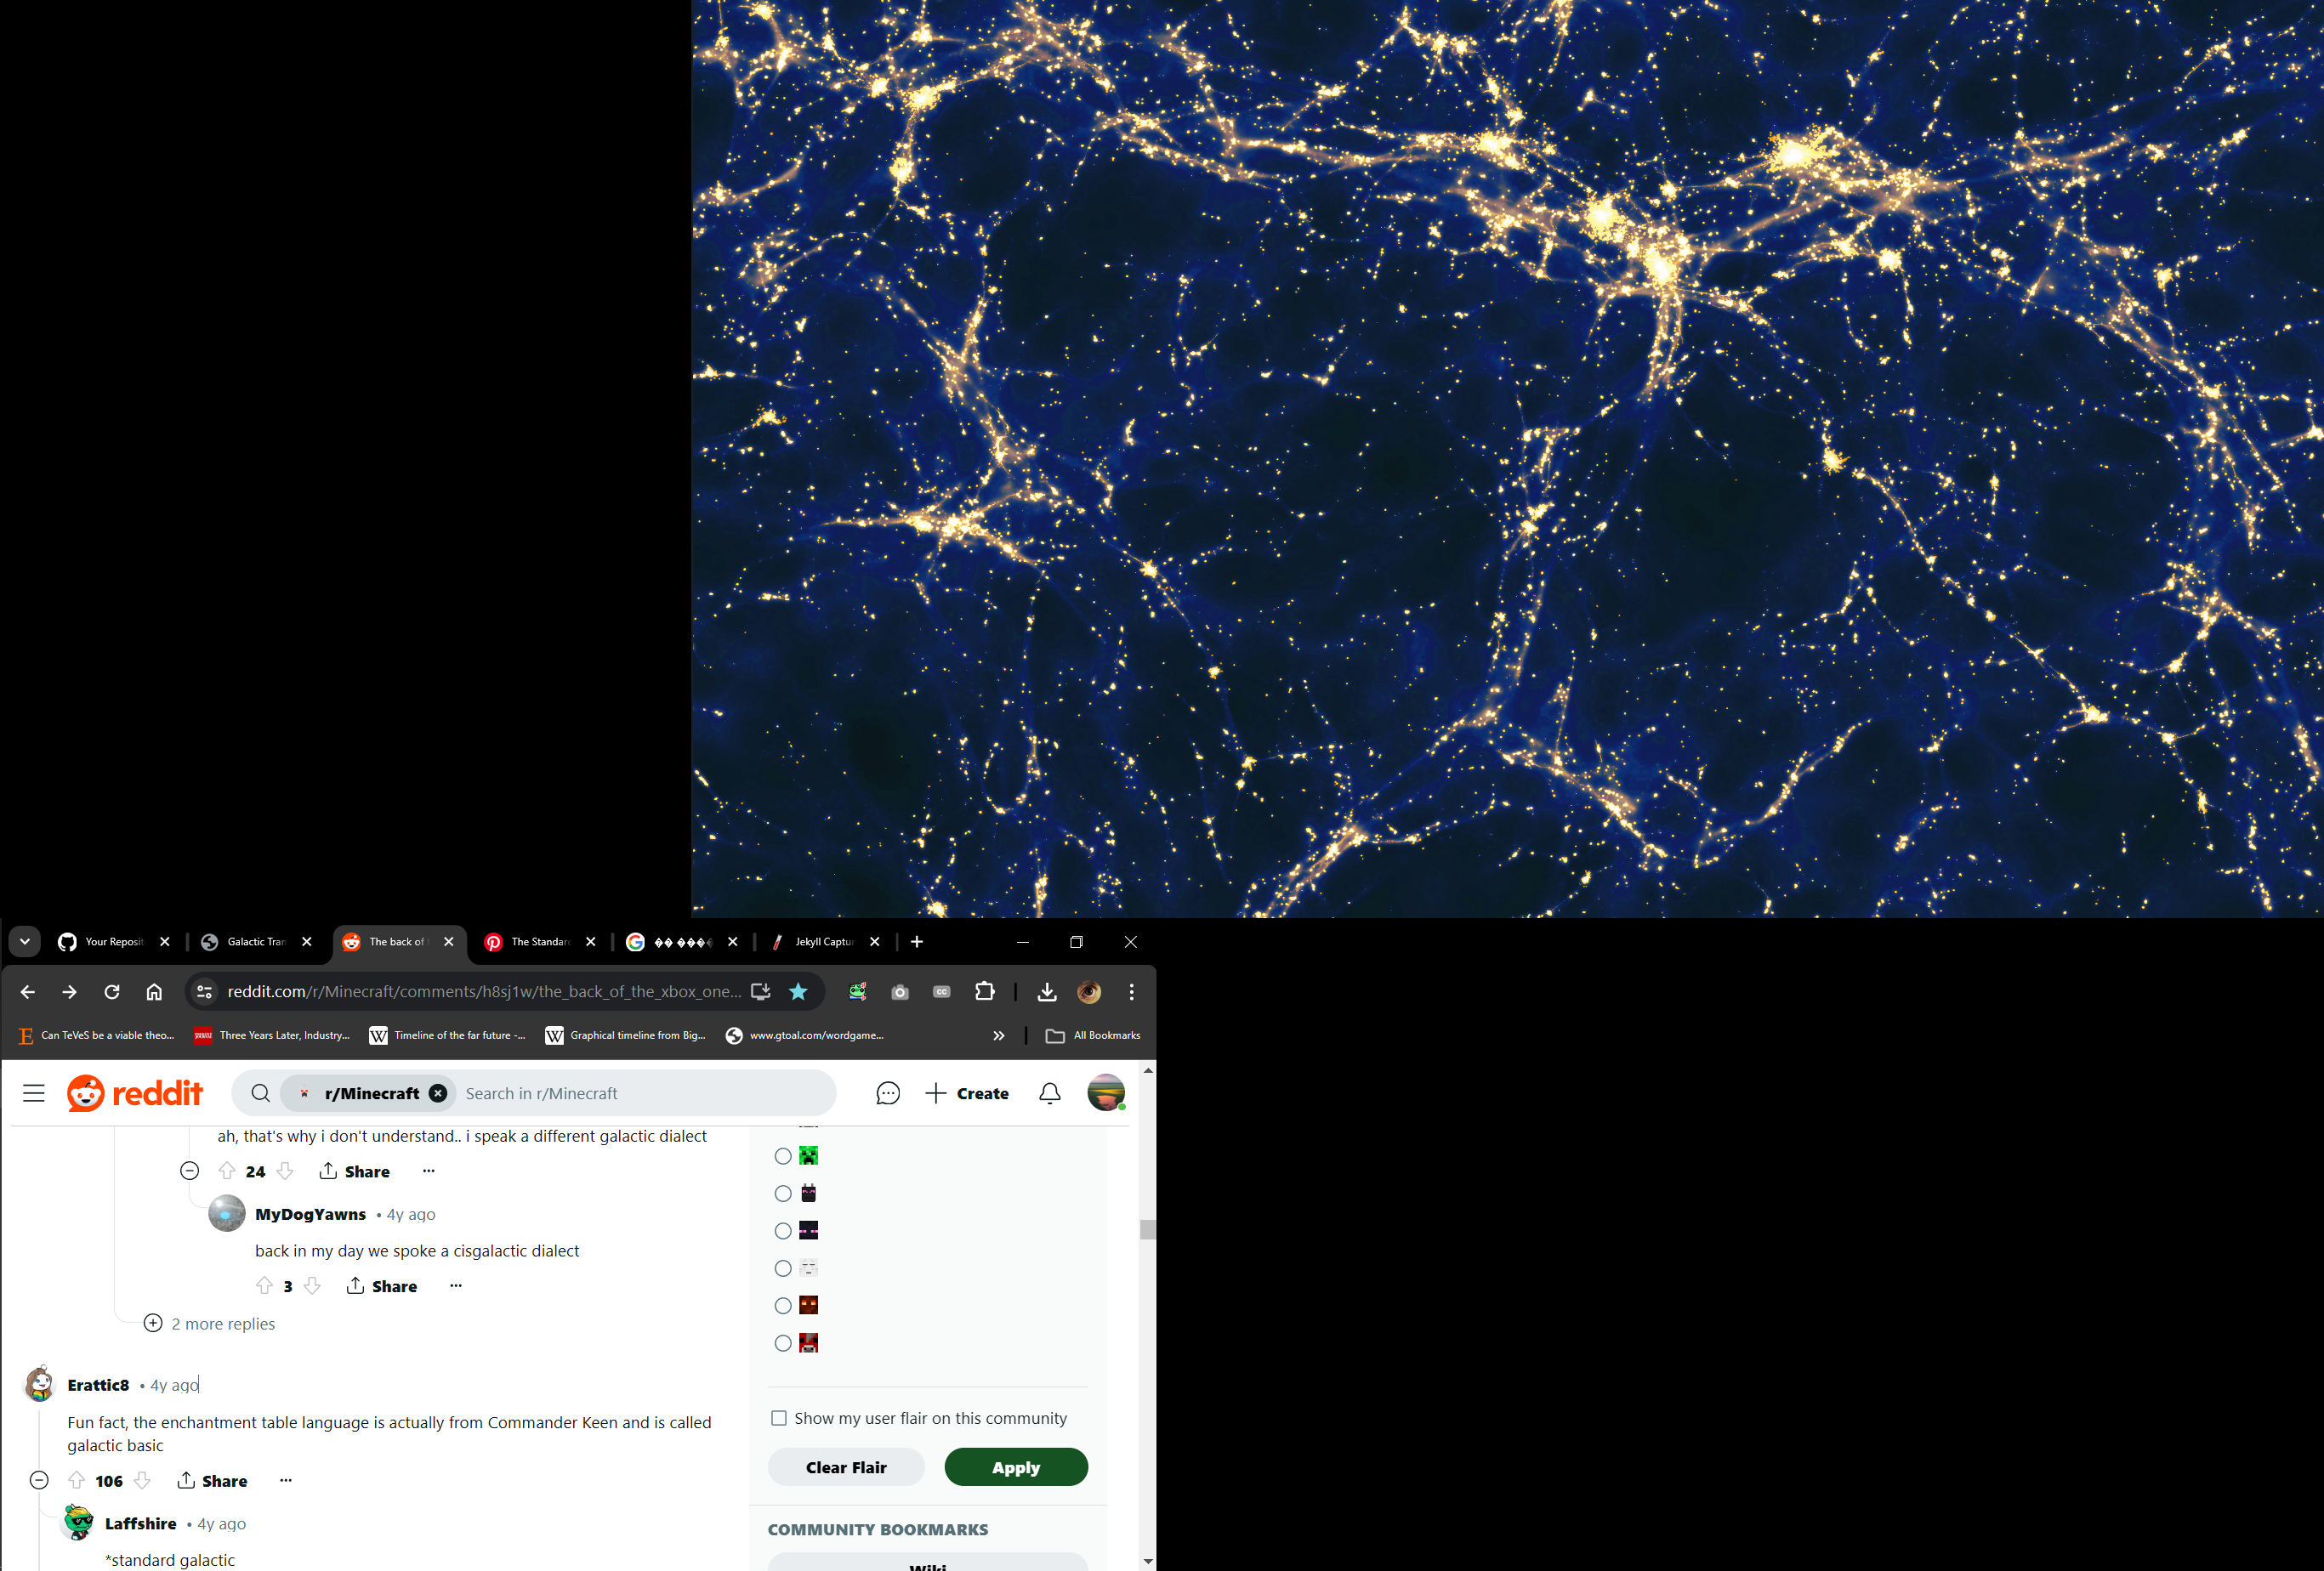 Your Reposit
Galactic Tran
The back of
The Standar
�� ����
Jekyll Captu
reddit.com/r/Minecraft/comments/h8sj1w/the_back_of_the_xbox_one...
Can TeVeS be a viable theo...
Three Years Later, Industry...
Timeline of the far future -...
Graphical timeline from Big...
www.gtoal.com/wordgame...
All Bookmarks
reddit
r/Minecraft
Search in r/Minecraft
Create
ah, that's why i don't understand.. i speak a different galactic dialect
24 Share
MyDogYawns • 4y ago
back in my day we spoke a cisgalactic dialect
3 Share
2 more replies
Erattic8 • 4y ago
Fun fact, the enchantment table language is actually from Commander Keen and is called
galactic basic
106 Share
Laffshire • 4y ago
*standard galactic
Show my user flair on this community
Clear Flair
Apply
COMMUNITY BOOKMARKS
Wiki